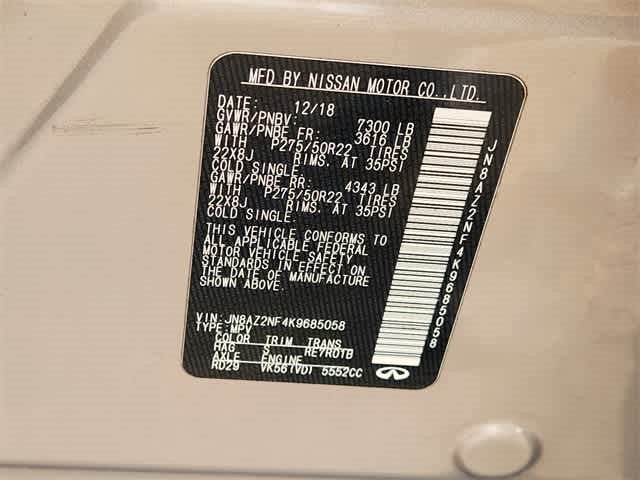 MFD BY NISSAN MOTOR CO.,LTD.
DATE: 12/18
GVWR/PNBV: 7300 LB
GAWR/PNBE FR: 3616 LB
WITH P275/50R22 TIRES
22X8J RIMS. AT 35PSI
COLD SINGLE.
GAWR/PNBE RR: 4343 LB
WITH P275/50R22 TIRES
22X8J RIMS. AT 35PSI
COLD SINGLE.
THIS VEHICLE CONFORMS TO
ALL APPLICABLE FEDERAL
MOTOR VEHICLE SAFETY
STANDARDS IN EFFECT ON
THE DATE OF MANUFACTURE
SHOWN ABOVE.
VIN: JN8AZ2NF4K9685058
TYPE: MPV
COLOR TRIM TRANS
HAG S RE7R01B
AXLE ENGINE
RD29 VK56(VD) 5552CC
JN8AZ2NF4K9685058